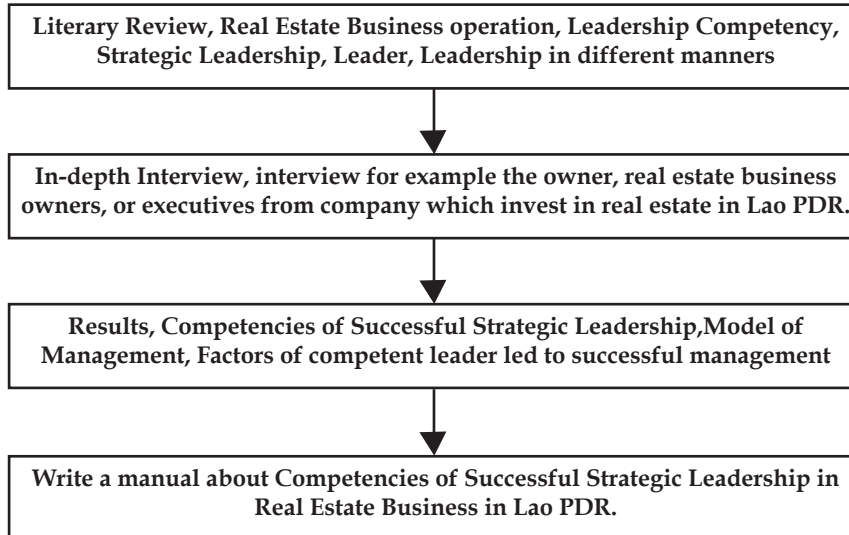 Literary Review, Real Estate Business operation, Leadership Competency,
Strategic Leadership, Leader, Leadership in different manners
In-depth Interview, interview for example the owner, real estate business
owners, or executives from company which invest in real estate in Lao PDR.
Results, Competencies of Successful Strategic Leadership,Model of
Management, Factors of competent leader led to successful management
Write a manual about Competencies of Successful Strategic Leadership in
Real Estate Business in Lao PDR.